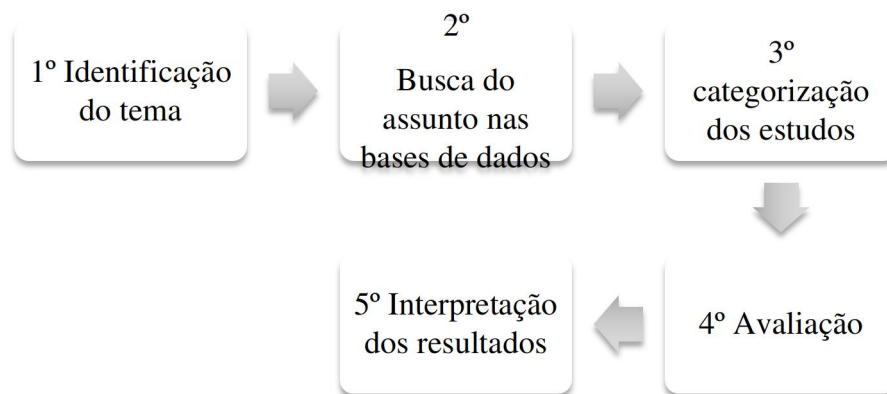 1º Identificação
do tema
2º
Busca do
assunto nas
bases de dados
3º
categorização
dos estudos
4º Avaliação
5º Interpretação
dos resultados